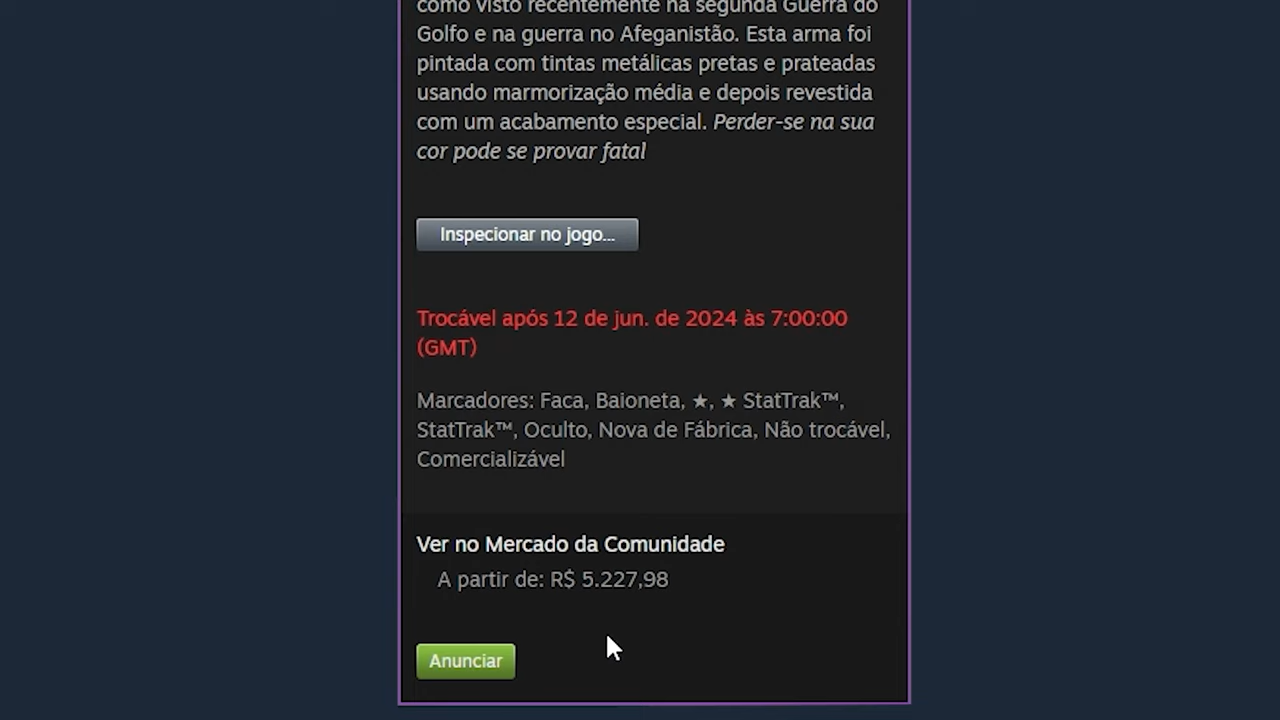 como visto recentemente na segunda Guerra do
Golfo e na guerra no Afeganistão. Esta arma foi
pintada com tintas metálicas pretas e prateadas
usando marmorização média e depois revestida
com um acabamento especial. Perder-se na sua
cor pode se provar fatal
Inspecionar no jogo...
Trocável após 12 de jun. de 2024 às 7:00:00
(GMT)
Marcadores: Faca, Baioneta, ★, ★ StatTrak™,
StatTrak™, Oculto, Nova de Fábrica, Não trocável,
Comercializável
Ver no Mercado da Comunidade
A partir de: R$ 5.227,98
Anunciar